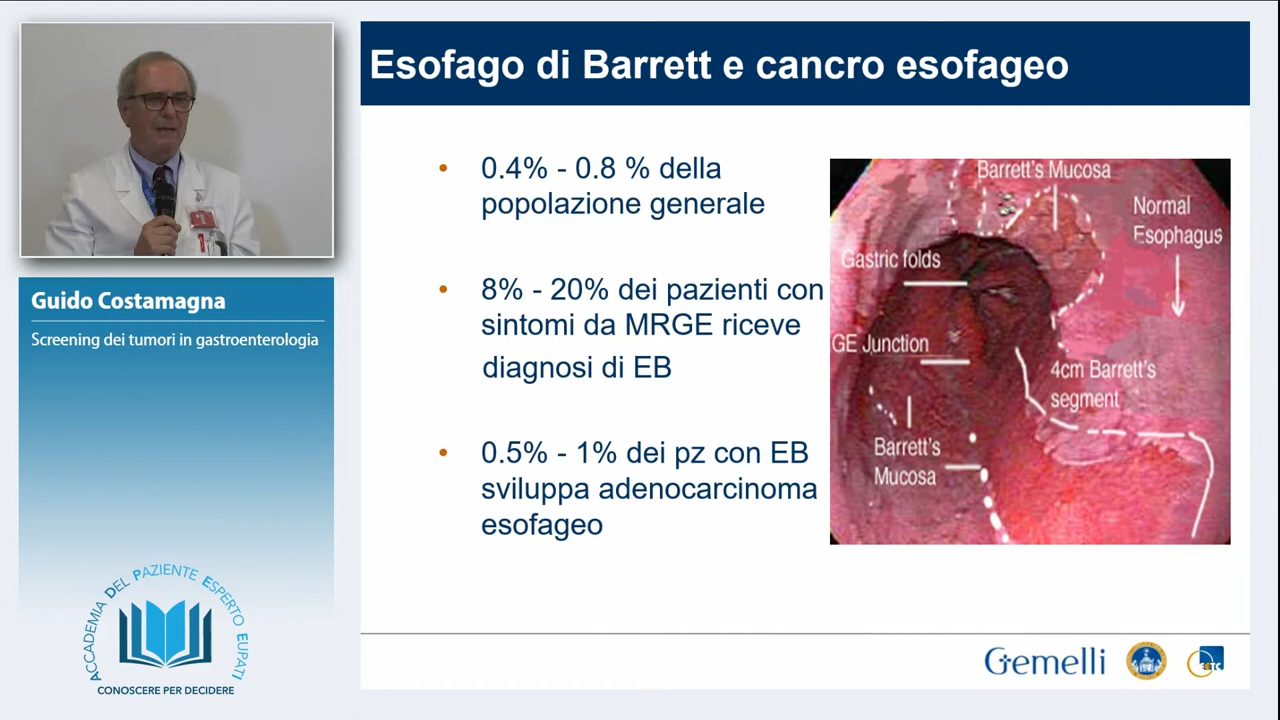 Esofago di Barrett e cancro esofageo
• 0.4% - 0.8 % della
popolazione generale
• 8% - 20% dei pazienti con
sintomi da MRGE riceve
diagnosi di EB
• 0.5% - 1% dei pz con EB
sviluppa adenocarcinoma
esofageo
Barrett's Mucosa
Normal
Esophagus
Gastric folds
GE Junction
4cm Barrett's
segment
Barrett's
Mucosa
Guido Costamagna
Screening dei tumori in gastroenterologia
ACCADEMIA DEL PAZIENTE ESPERTO EUPATI
CONOSCERE PER DECIDERE
Gemelli